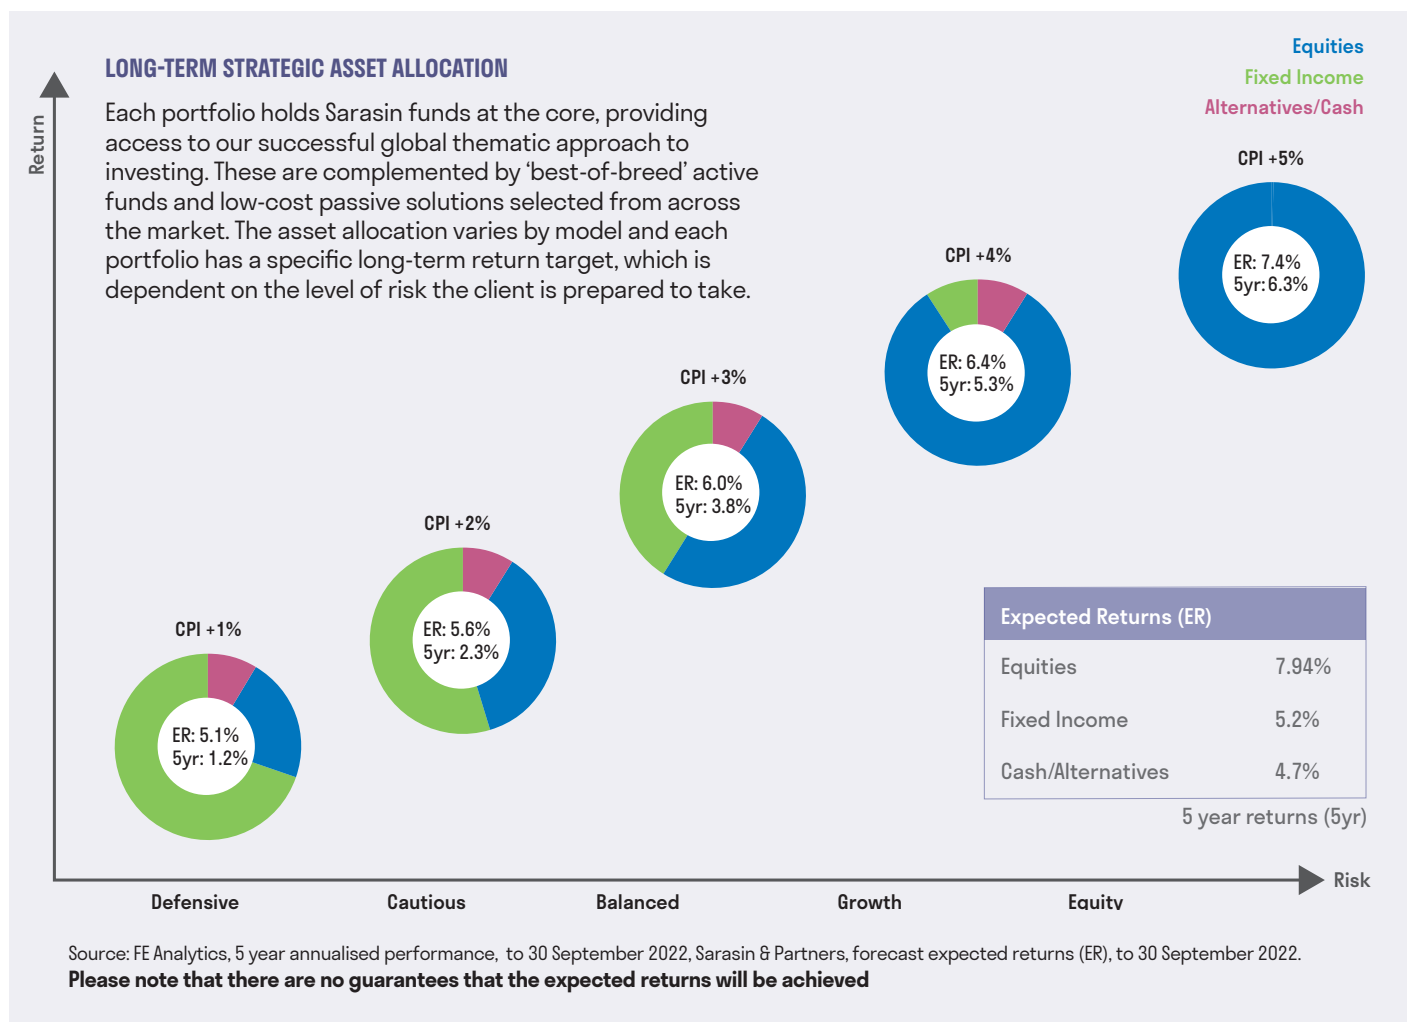 LONG-TERM STRATEGIC ASSET ALLOCATION
Each portfolio holds Sarasin funds at the core, providing
access to our successful global thematic approach to
investing. These are complemented by ‘best-of-breed’ active
funds and low-cost passive solutions selected from across
the market. The asset allocation varies by model and each
portfolio has a specific long-term return target, which is
dependent on the level of risk the client is prepared to take.
Equities
Fixed Income
Alternatives/Cash
Return
CPI +5%
ER: 7.4%
5yr: 6.3%
CPI +4%
ER: 6.4%
5yr: 5.3%
CPI +3%
ER: 6.0%
5yr: 3.8%
CPI +2%
ER: 5.6%
5yr: 2.3%
CPI +1%
ER: 5.1%
5yr: 1.2%
Expected Returns (ER)
Equities 7.94%
Fixed Income 5.2%
Cash/Alternatives 4.7%
5 year returns (5yr)
Risk
Defensive Cautious Balanced Growth Equity
Source: FE Analytics, 5 year annualised performance, to 30 September 2022, Sarasin & Partners, forecast expected returns (ER), to 30 September 2022.
Please note that there are no guarantees that the expected returns will be achieved